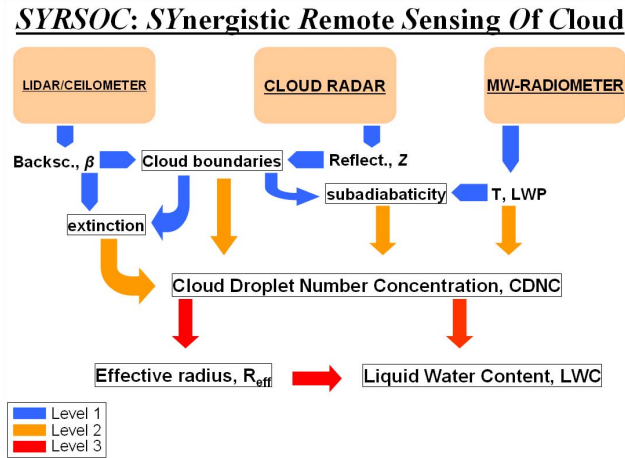 SYRSOC: SYnergistic Remote Sensing Of Cloud
LIDAR/CEILOMETER
CLOUD RADAR
MW-RADIOMETER
Backsc., β
Cloud boundaries
Reflect., Z
subadiabaticity
T, LWP
extinction
Cloud Droplet Number Concentration, CDNC
Effective radius, Reff
Liquid Water Content, LWC
Level 1
Level 2
Level 3